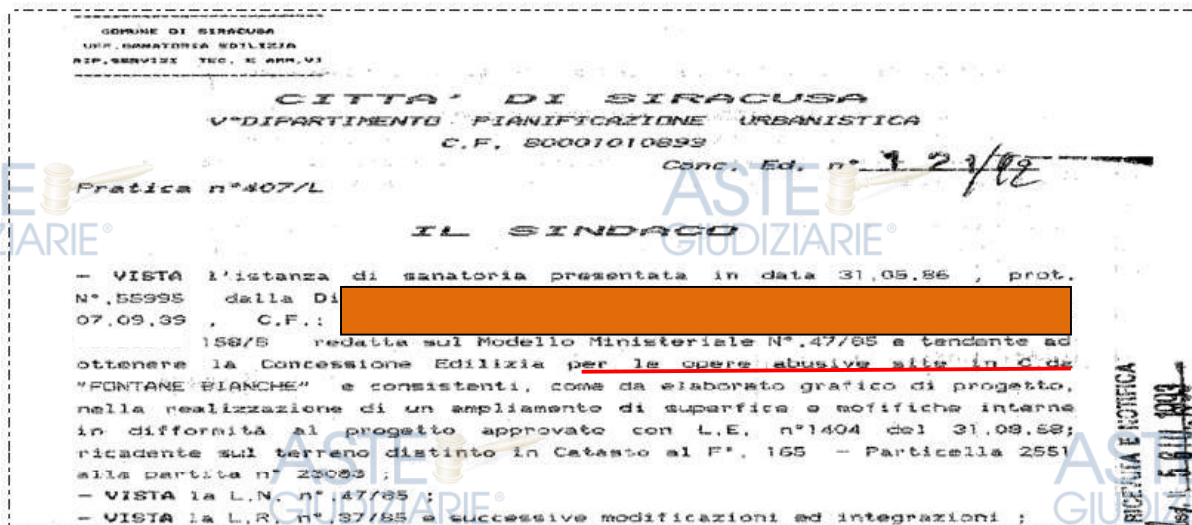 COMUNE DI SIRACUSA
UFF.SANATORIA EDILIZIA
RIP.SERVIZI TEC. E AMM.VI
CITTA' DI SIRACUSA
V°DIPARTIMENTO PIANIFICAZIONE URBANISTICA
C.F. 80001010893
Conc. Ed. n°
Pratica n°407/L
IL SINDACO
- VISTA l'istanza di sanatoria presentata in data 31.05.86 , prot.
N°.55995 dalla Di
07.09.39 , C.F.:
158/S redatta sul Modello Ministeriale N°.47/85 e tendente ad
ottenere la Concessione Edilizia per le opere abusive site in C.da
"FONTANE BIANCHE" e consistenti, come da elaborato grafico di progetto,
nella realizzazione di un ampliamento di superfice e mofifiche interne
in difformità al progetto approvato con L.E. n°1404 del 31.08.68;
ricadente sul terreno distinto in Catasto al F°. 165 - Particella 2551
alla partita n° 23083 ;
- VISTA la L.N. n°.47/85 ;
- VISTA la L.R. n°.37/85 e successive modificazioni ed integrazioni ;
RICEVUTA E NOTIFICA
ASTE
GIUDIZIARIE®
ASTE
GIUDIZIARIE®
ASTE
GIUDIZ
E
IARIE®